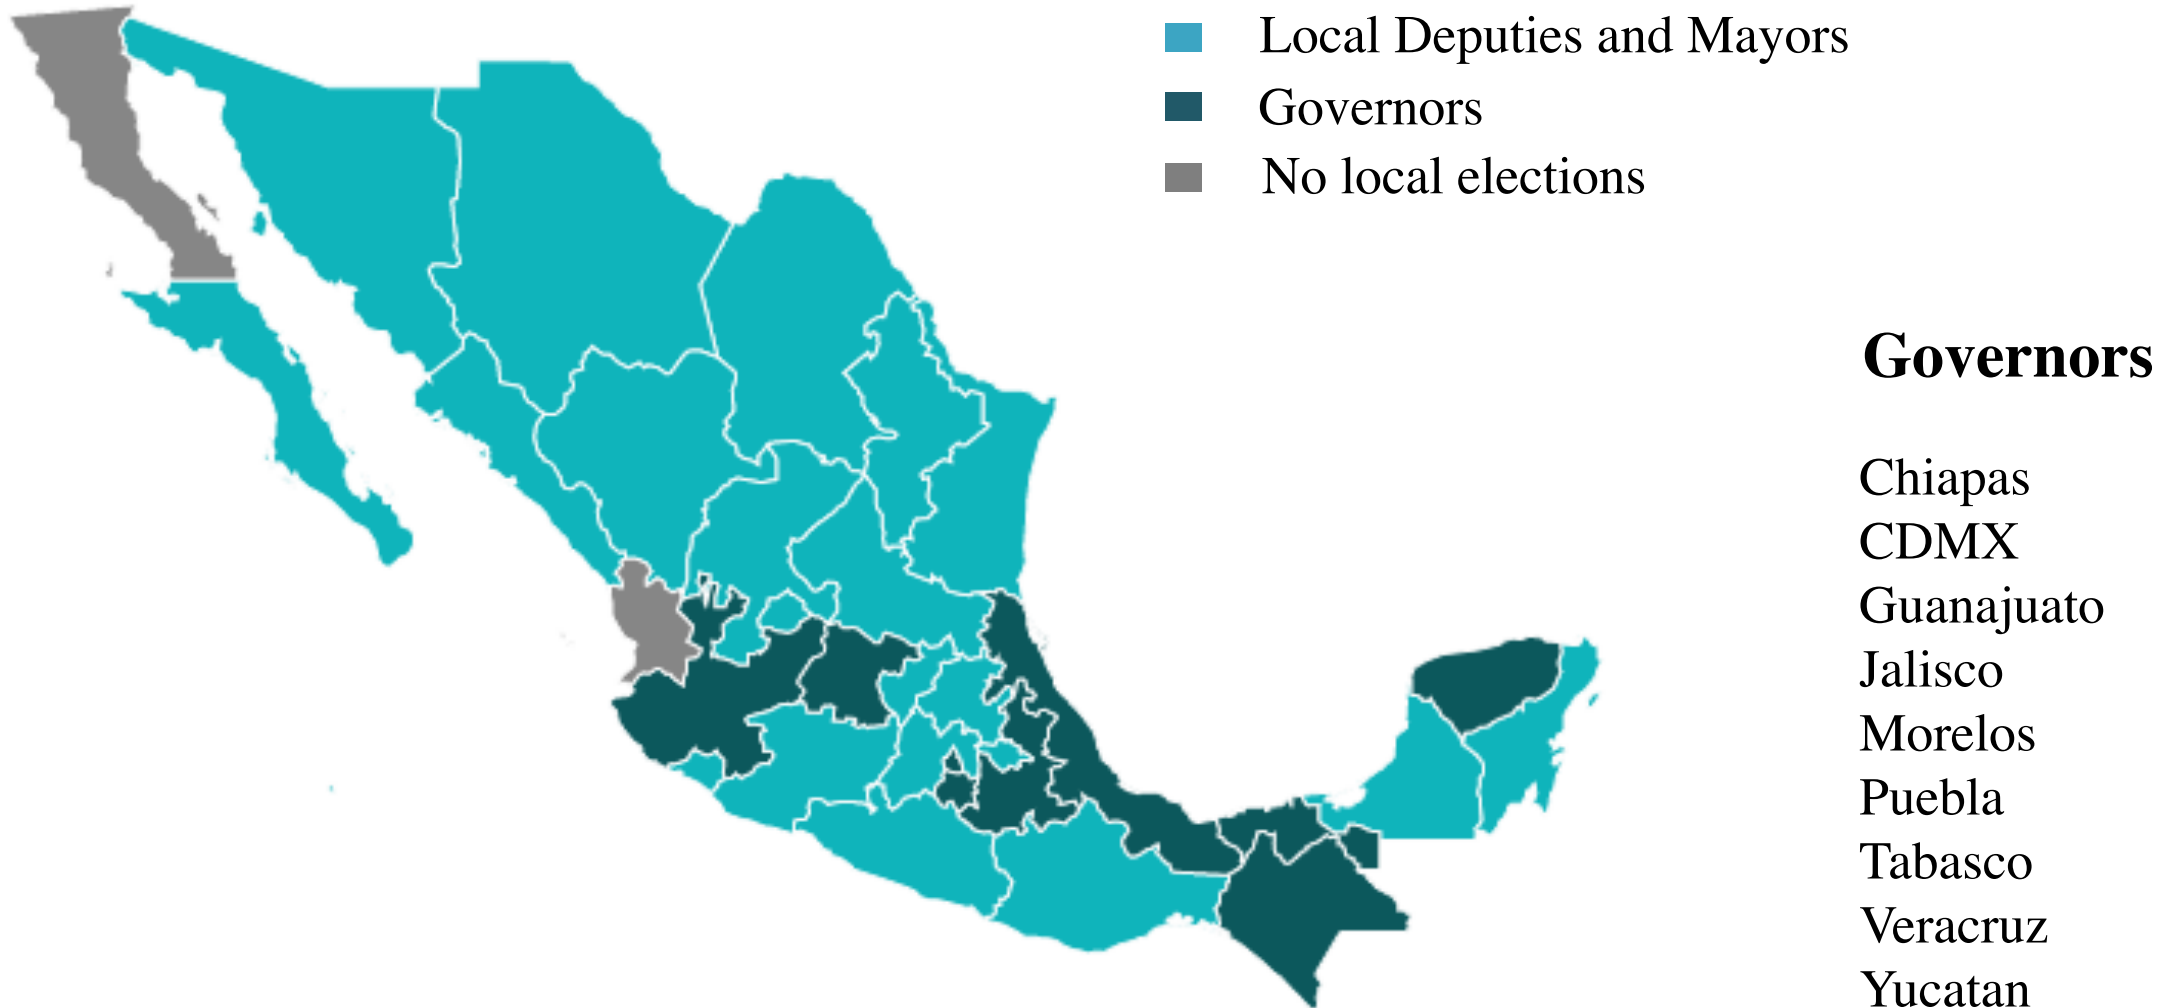 Local Deputies and Mayors
Governors
No local elections
Governors
Chiapas
CDMX
Guanajuato
Jalisco
Morelos
Puebla
Tabasco
Veracruz
Yucatan